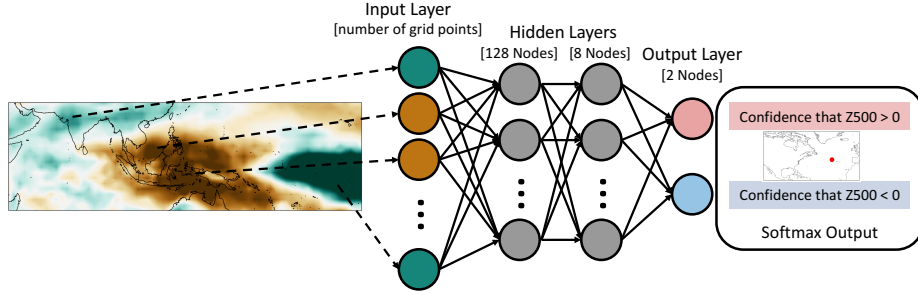 Input Layer
[number of grid points]
Hidden Layers
[128 Nodes]
[8 Nodes]
Output Layer
[2 Nodes]
Confidence that Z500 > 0
Confidence that Z500 < 0
Softmax Output